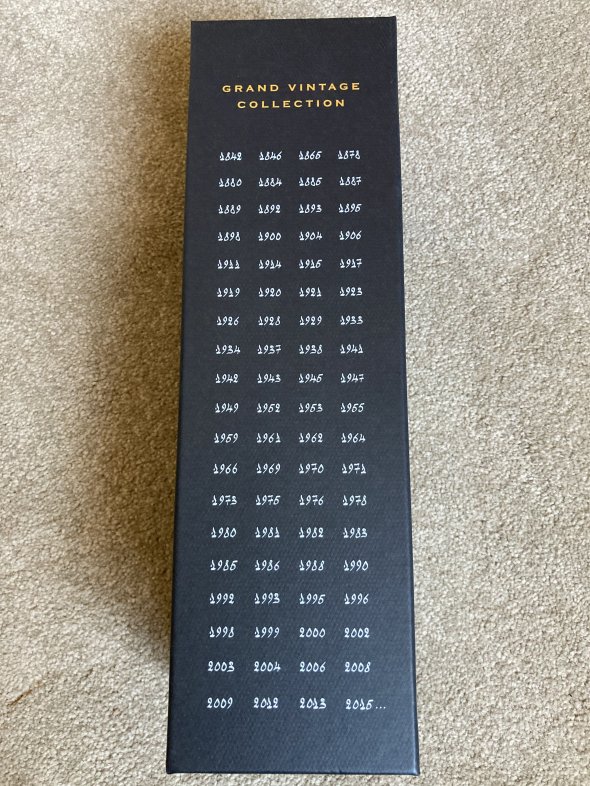 GRAND VINTAGE
COLLECTION
1842 1846 1865 1878
1880 1884 1885 1887
1889 1892 1893 1895
1898 1900 1904 1906
1911 1914 1915 1917
1919 1920 1921 1923
1926 1928 1929 1933
1934 1937 1938 1941
1942 1943 1945 1947
1949 1952 1953 1955
1959 1961 1962 1964
1966 1969 1970 1971
1973 1975 1976 1978
1980 1981 1982 1983
1985 1986 1988 1990
1992 1993 1995 1996
1998 1999 2000 2002
2003 2004 2006 2008
2009 2012 2013 2015...